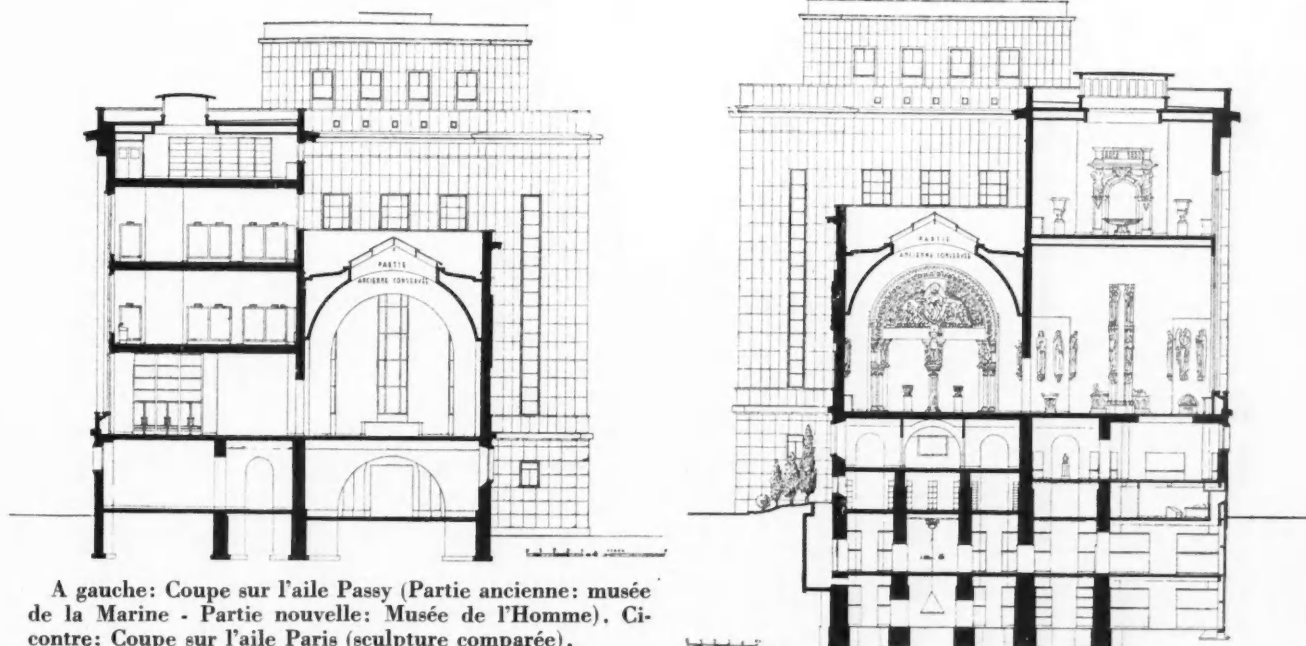 PARTIE
ANCIENNE CONSERVÉE
PARTIE
ANCIENNE CONSERVÉE
A gauche: Coupe sur l'aile Passy (Partie ancienne: musée
de la Marine - Partie nouvelle: Musée de l'Homme). Ci-
contre: Coupe sur l'aile Paris (sculpture comparée).